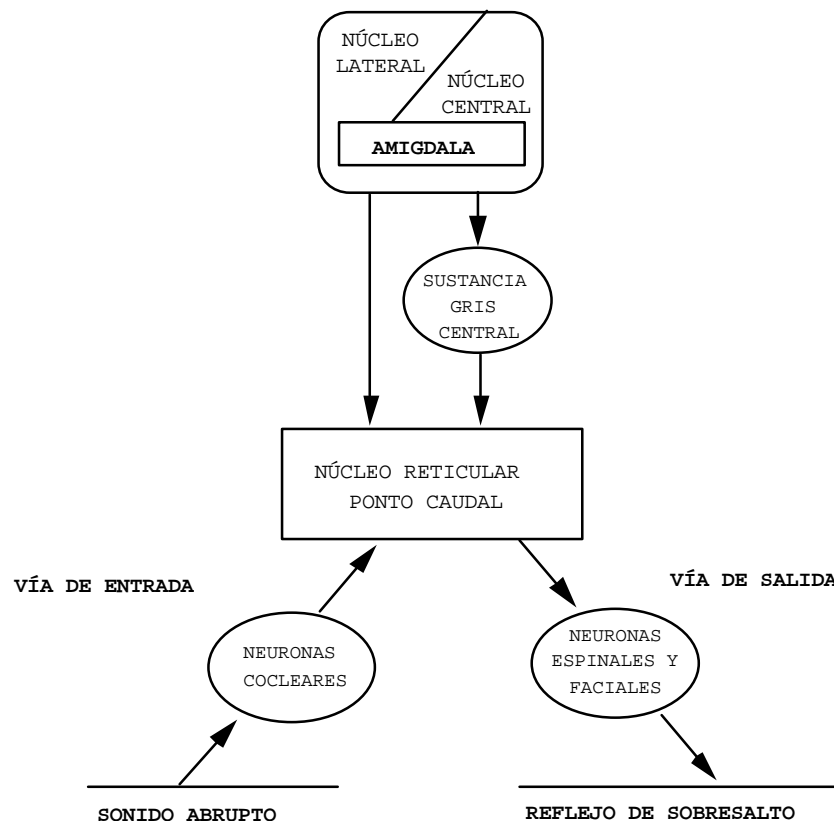 NÚCLEO
LATERAL
NÚCLEO
CENTRAL
AMIGDALA
SUSTANCIA
GRIS
CENTRAL
NÚCLEO RETICULAR
PONTO CAUDAL
VÍA DE ENTRADA
VÍA DE SALIDA
NEURONAS
COCLEARES
NEURONAS
ESPINALES Y
FACIALES
SONIDO ABRUPTO
REFLEJO DE SOBRESALTO